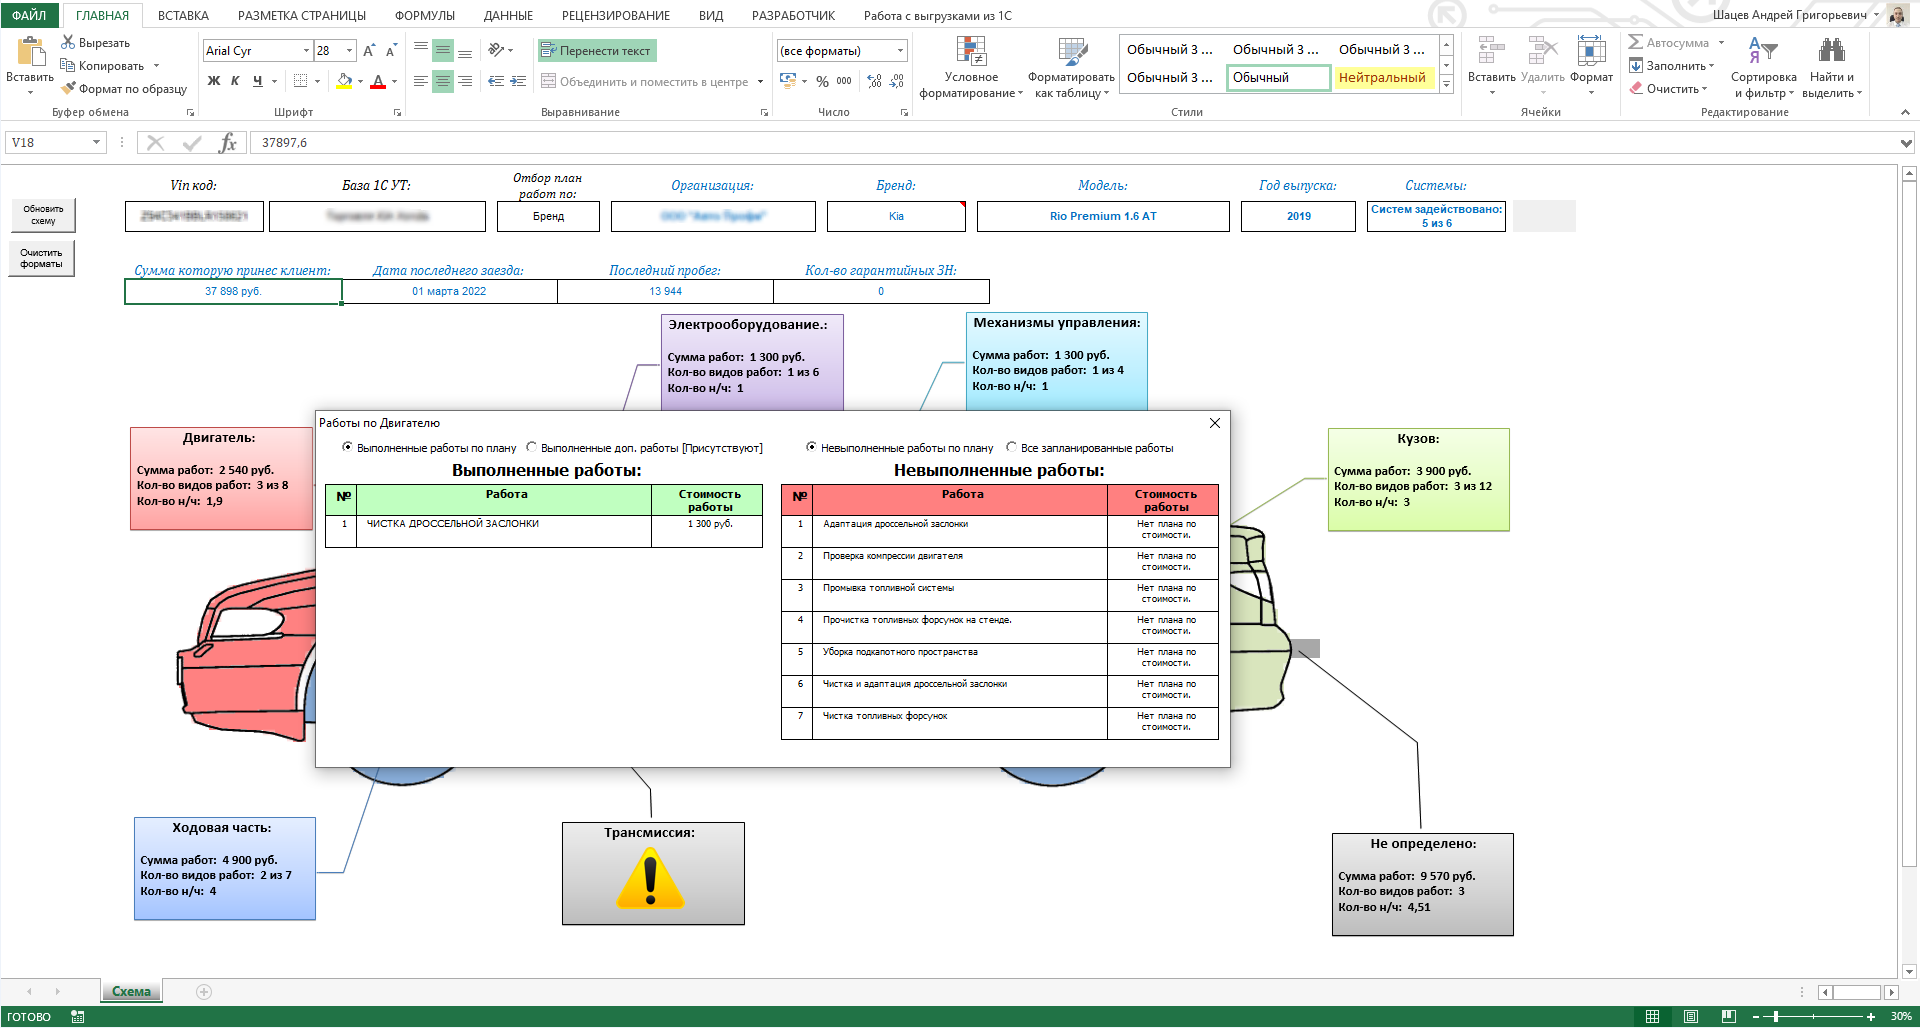 ФАЙЛ ГЛАВНАЯ ВСТАВКА РАЗМЕТКА СТРАНИЦЫ ФОРМУЛЫ ДАННЫЕ РЕЦЕНЗИРОВАНИЕ ВИД РАЗРАБОТЧИК Работа с выгрузками из 1С Шацев Андрей Григорьевич
Вставить
Вырезать
Копировать
Формат по образцу
Буфер обмена
Arial Cyr 28
Ж К Ч
Шрифт
Перенести текст
Объединить и поместить в центре
Выравнивание
(все форматы)
% 000
Число
Условное форматирование
Форматировать как таблицу
Обычный 3 ... Обычный 3 ... Обычный 3 ...
Обычный 3 ... Обычный Нейтральный
Стили
Вставить Удалить Формат
Ячейки
Автосумма
Заполнить
Очистить
Сортировка и фильтр
Найти и выделить
Редактирование
V18 fx 37897,6
Обновить схему
Очистить форматы
Vin код: База 1С УТ: Отбор план работ по: Организация: Бренд: Модель: Год выпуска: Системы:
Бренд Kia Rio Premium 1.6 AT 2019 Систем задействовано: 5 из 6
Сумма которую принес клиент: Дата последнего заезда: Последний пробег: Кол-во гарантийных ЗН:
37 898 руб. 01 марта 2022 13 944 0
Электрооборудование.:
Сумма работ: 1 300 руб.
Кол-во видов работ: 1 из 6
Кол-во н/ч: 1
Механизмы управления:
Сумма работ: 1 300 руб.
Кол-во видов работ: 1 из 4
Кол-во н/ч: 1
Двигатель:
Сумма работ: 2 540 руб.
Кол-во видов работ: 3 из 8
Кол-во н/ч: 1,9
Кузов:
Сумма работ: 3 900 руб.
Кол-во видов работ: 3 из 12
Кол-во н/ч: 3
Работы по Двигателю
Выполненные работы по плану Выполненные доп. работы [Присутствуют] Невыполненные работы по плану Все запланированные работы
Выполненные работы:
№ Работа Стоимость работы
1 ЧИСТКА ДРОССЕЛЬНОЙ ЗАСЛОНКИ 1 300 руб.
Невыполненные работы:
№ Работа Стоимость работы
1 Адаптация дроссельной заслонки Нет плана по стоимости.
2 Проверка компрессии двигателя Нет плана по стоимости.
3 Промывка топливной системы Нет плана по стоимости.
4 Прочистка топливных форсунок на стенде. Нет плана по стоимости.
5 Уборка подкапотного пространства Нет плана по стоимости.
6 Чистка и адаптация дроссельной заслонки Нет плана по стоимости.
7 Чистка топливных форсунок Нет плана по стоимости.
Ходовая часть:
Сумма работ: 4 900 руб.
Кол-во видов работ: 2 из 7
Кол-во н/ч: 4
Трансмиссия:
Не определено:
Сумма работ: 9 570 руб.
Кол-во видов работ: 3
Кол-во н/ч: 4,51
Схема
ГОТОВО 30%